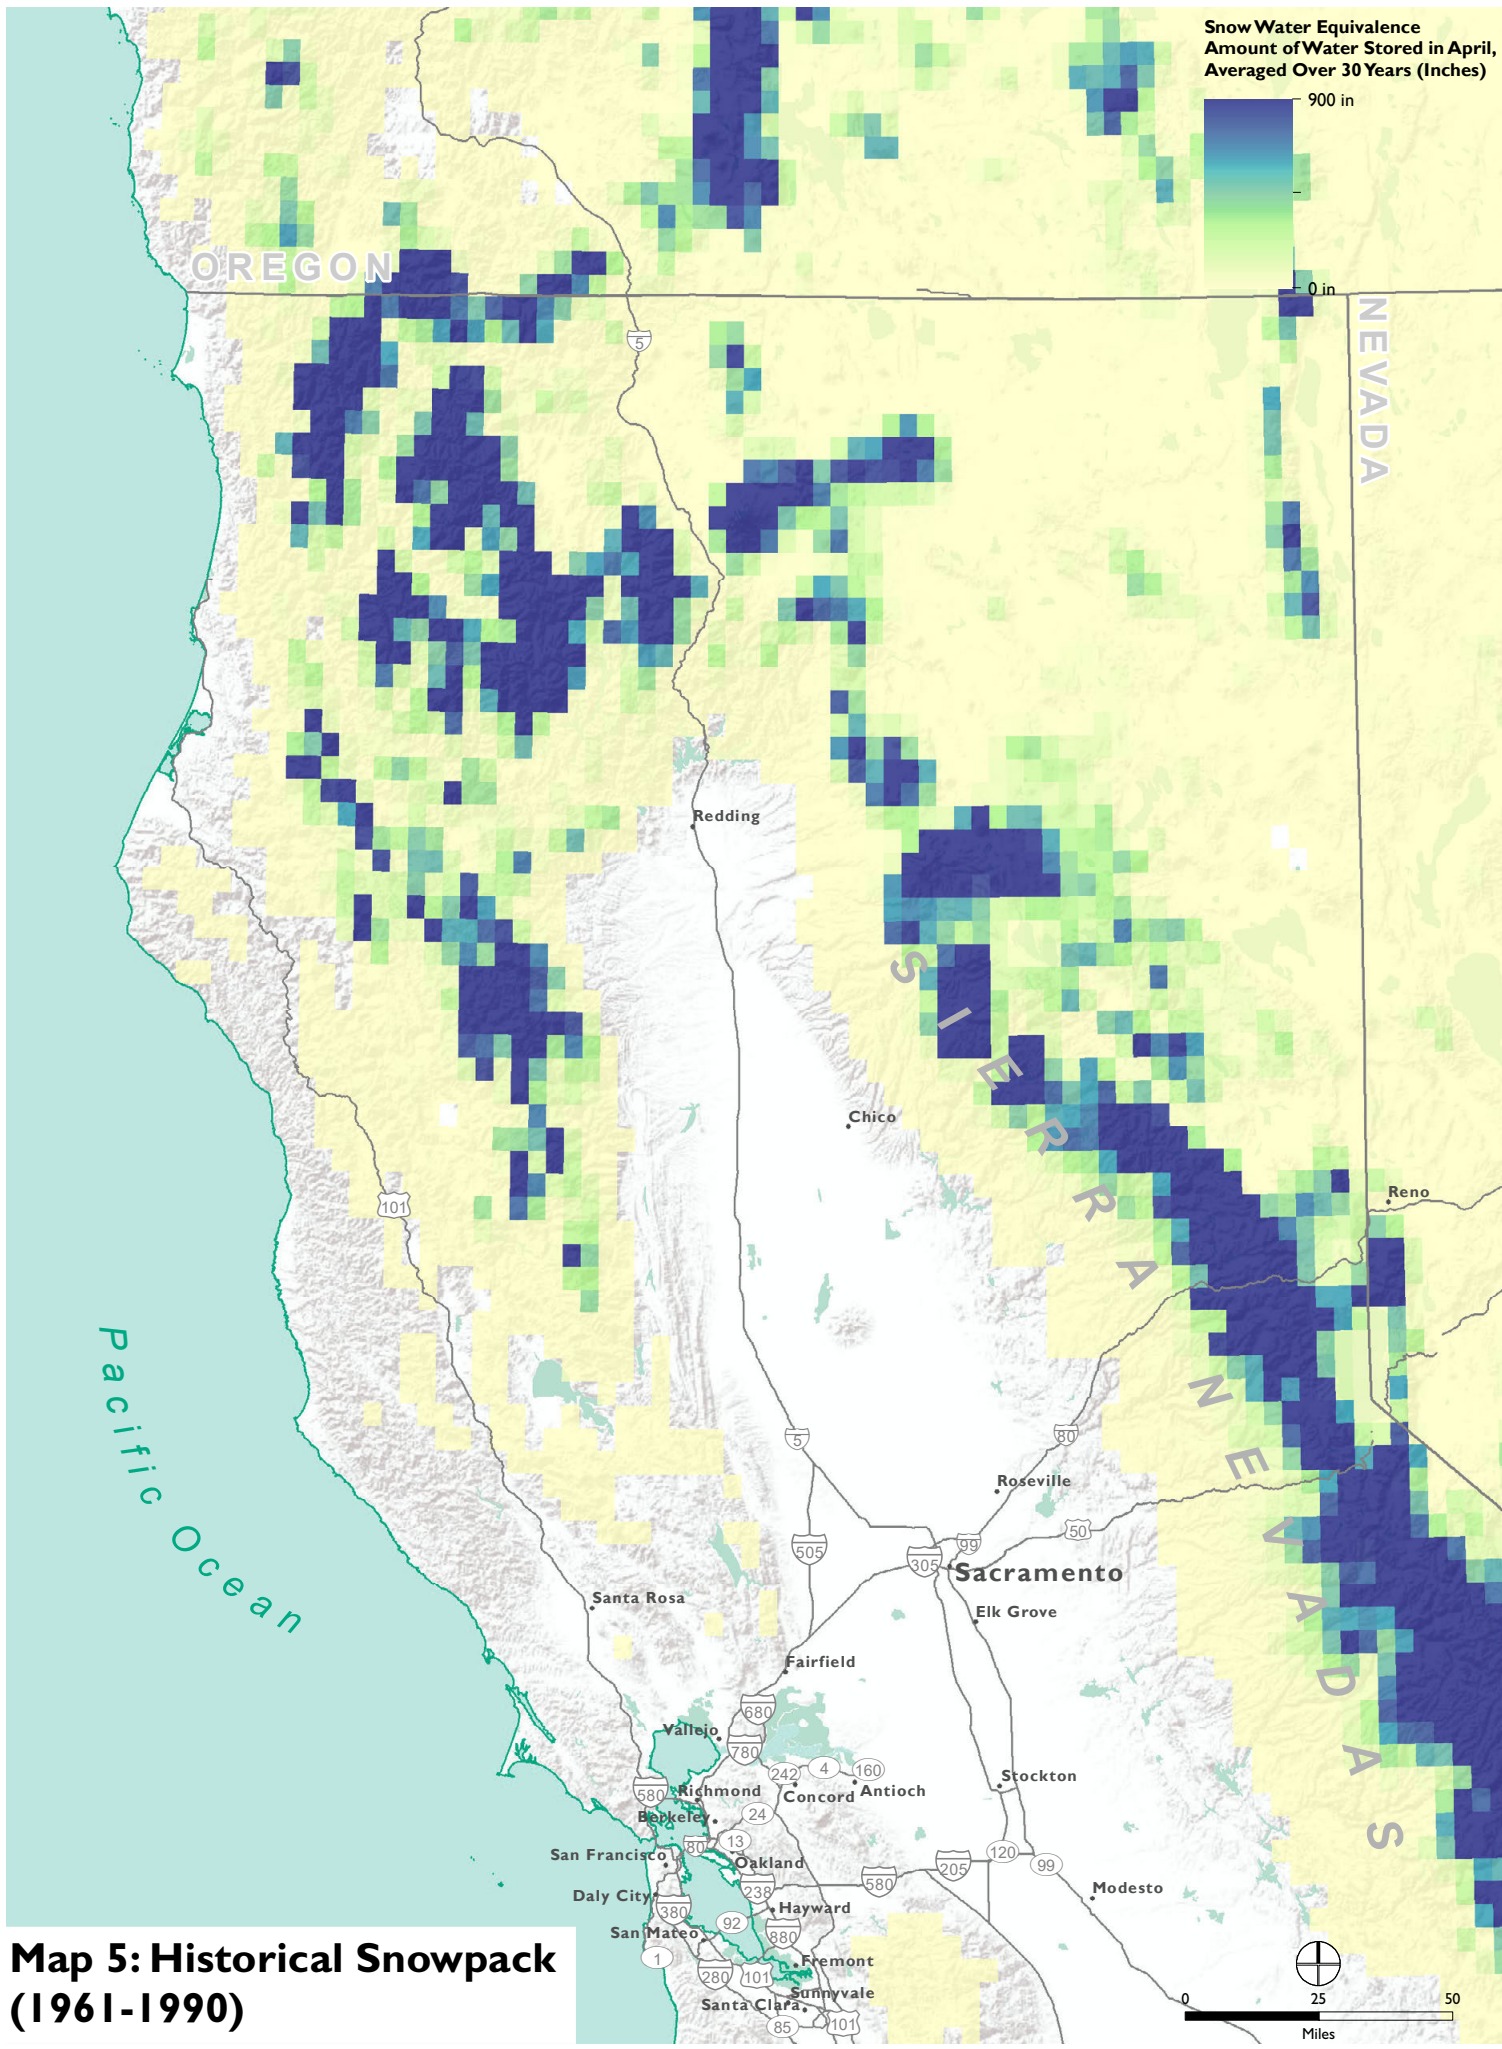 Snow Water Equivalence
Amount of Water Stored in April,
Averaged Over 30 Years (Inches)
900 in
0 in
OREGON
NEVADA
5
Redding
SIERRA NEVADAS
Chico
Reno
101
Pacific Ocean
5
80
Roseville
50
505
99
305
Sacramento
Santa Rosa
Elk Grove
Fairfield
680
Vallejo
780
242
4
160
Stockton
580
Richmond
Concord
Antioch
Berkeley
24
80
13
120
San Francisco
Oakland
205
99
580
238
Modesto
Daly City
380
Hayward
92
San Mateo
880
1
Fremont
280
101
Sunnyvale
Santa Clara
85
101
0
25
50
Miles
Map 5: Historical Snowpack
(1961-1990)